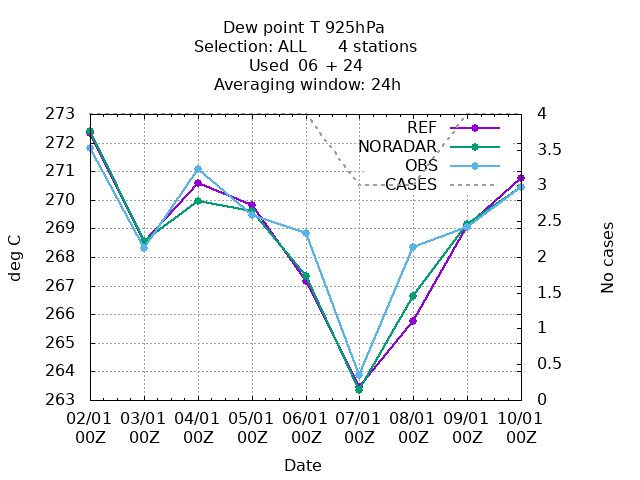 Dew point T 925hPa
Selection: ALL 4 stations
Used 06 + 24
Averaging window: 24h
273
272
271
270
269
268
267
266
265
264
263
4
3.5
3
2.5
2
1.5
1
0.5
0
REF
NORADAR
OBS
CASES
deg C
No cases
02/01 03/01 04/01 05/01 06/01 07/01 08/01 09/01 10/01
00Z 00Z 00Z 00Z 00Z 00Z 00Z 00Z 00Z
Date